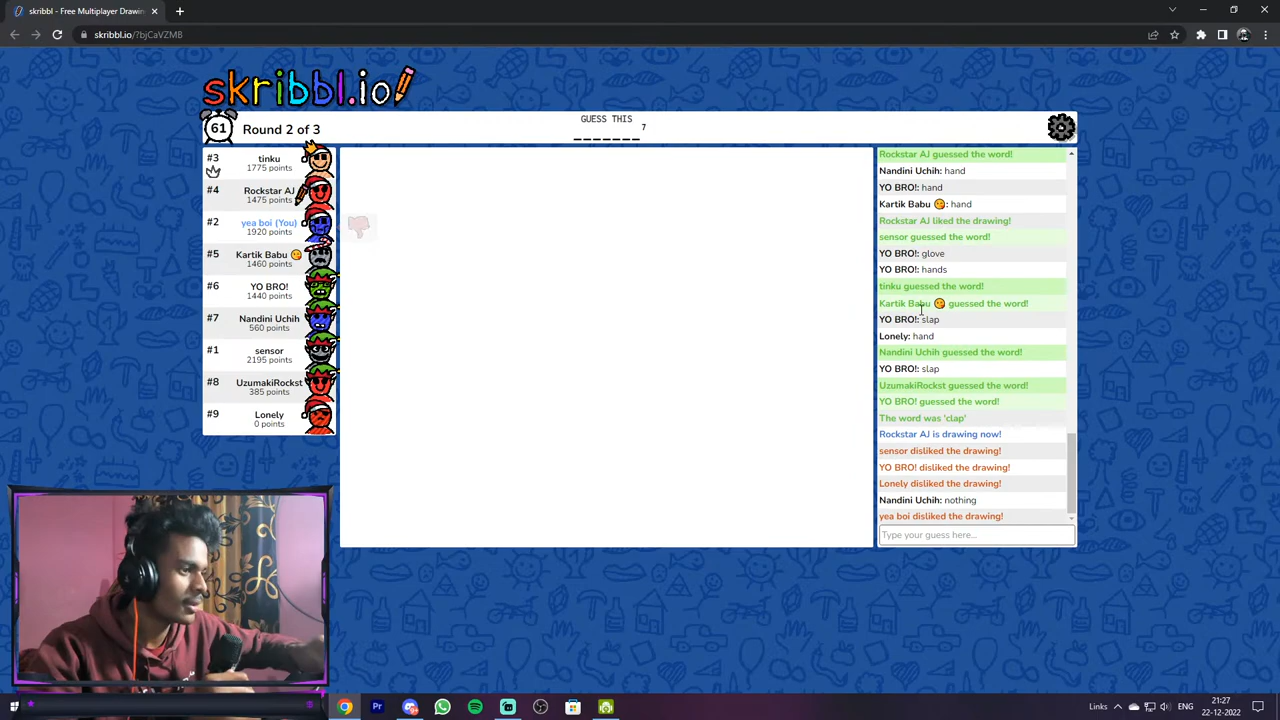 skribbl - Free Multiplayer Drawin
skribbl.io/?bjCaVZMB
skribbl.io
61
Round 2 of 3
GUESS THIS
_______ 7
#3 tinku
1775 points
#4 Rockstar AJ
1475 points
#2 yea boi (You)
1920 points
#5 Kartik Babu 😋
1460 points
#6 YO BRO!
1440 points
#7 Nandini Uchih
560 points
#1 sensor
2195 points
#8 UzumakiRockst
385 points
#9 Lonely
0 points
Rockstar AJ guessed the word!
Nandini Uchih: hand
YO BRO!: hand
Kartik Babu 😋: hand
Rockstar AJ liked the drawing!
sensor guessed the word!
YO BRO!: glove
YO BRO!: hands
tinku guessed the word!
Kartik Babu 😋 guessed the word!
YO BRO!: slap
Lonely: hand
Nandini Uchih guessed the word!
YO BRO!: slap
UzumakiRockst guessed the word!
YO BRO! guessed the word!
The word was 'clap'
Rockstar AJ is drawing now!
sensor disliked the drawing!
YO BRO! disliked the drawing!
Lonely disliked the drawing!
Nandini Uchih: nothing
yea boi disliked the drawing!
Type your guess here...
Pr
Links
ENG
21:27
22-12-2022